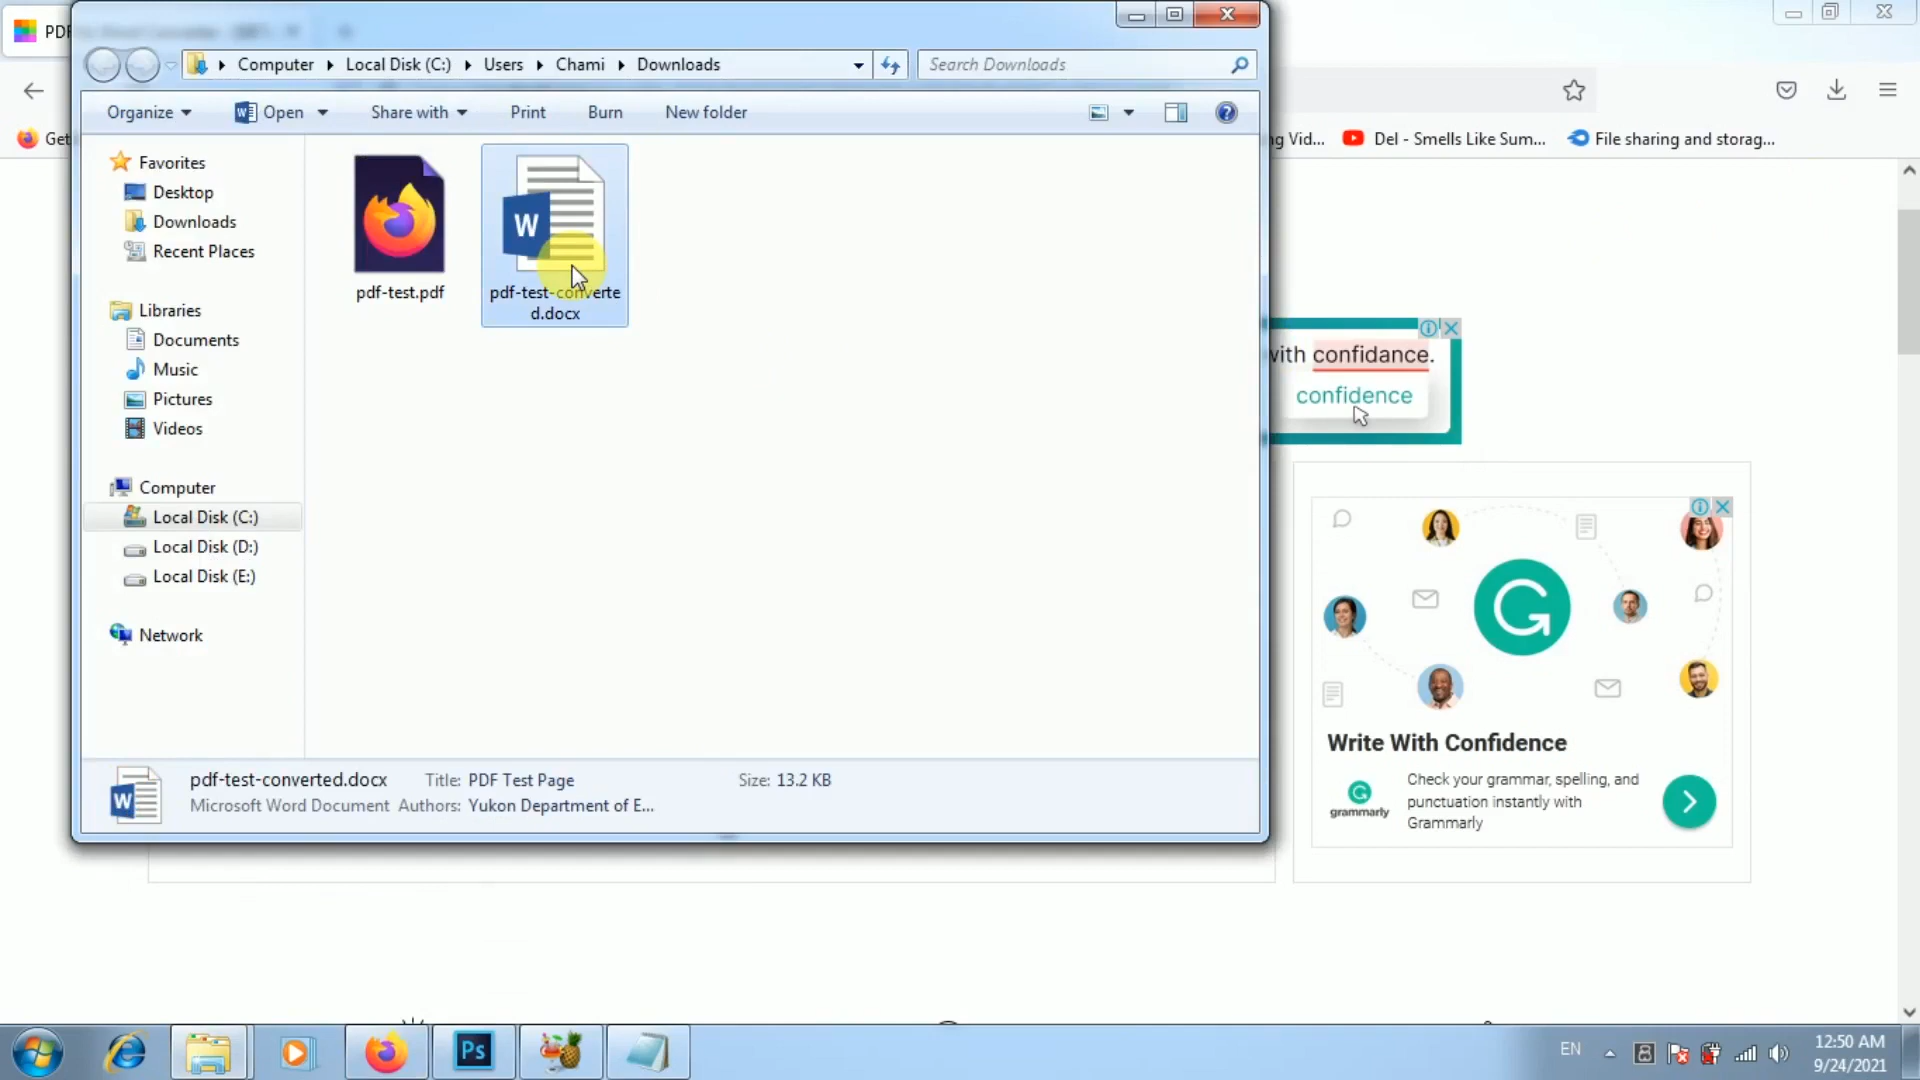 PDF
Computer
Local Disk (C:)
Users
Chami
Downloads
Search Downloads
Organize
Open
Share with
Print
Burn
New folder
Get
ng Vid...
Del - Smells Like Sum...
File sharing and storag...
Favorites
Desktop
Downloads
Recent Places
Libraries
Documents
Music
Pictures
Videos
Computer
Local Disk (C:)
Local Disk (D:)
Local Disk (E:)
Network
W
pdf-test.pdf
pdf-test-converte
d.docx
with confidance.
confidence
G
Write With Confidence
grammarly
Check your grammar, spelling, and
punctuation instantly with
Grammarly
W
pdf-test-converted.docx
Title: PDF Test Page
Size: 13.2 KB
Microsoft Word Document
Authors: Yukon Department of E...
Ps
EN
12:50 AM
9/24/2021